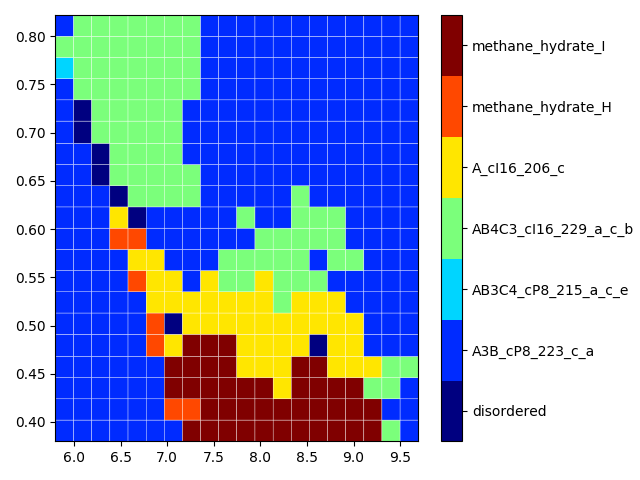 0.80
0.75
0.70
0.65
0.60
0.55
0.50
0.45
0.40
6.0 6.5 7.0 7.5 8.0 8.5 9.0 9.5
methane_hydrate_I
methane_hydrate_H
A_cI16_206_c
AB4C3_cI16_229_a_c_b
AB3C4_cP8_215_a_c_e
A3B_cP8_223_c_a
disordered